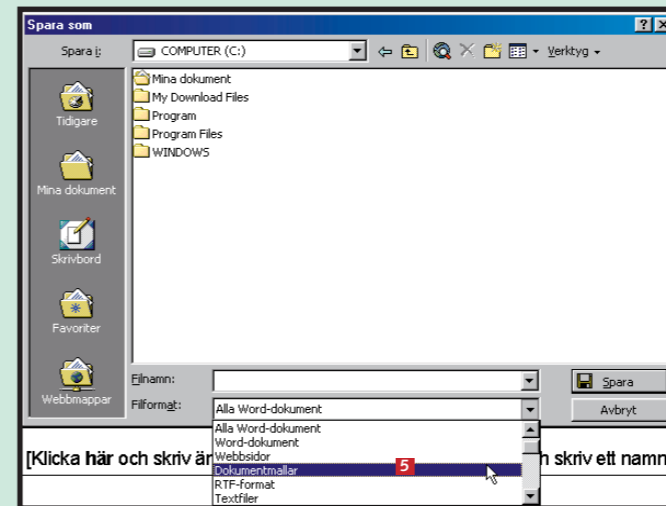 Spara som
Spara i: COMPUTER (C:) Verktyg
Mina dokument
My Download Files
Program
Program Files
WINDOWS
Tidigare
Mina dokument
Skrivbord
Favoriter
Webbmappar
Filnamn: Spara
Filformat: Alla Word-dokument Avbryt
Alla Word-dokument
Word-dokument
Webbsidor
Dokumentmallar 5
RTF-format
Textfiler
[Klicka här och skriv är h skriv ett namn